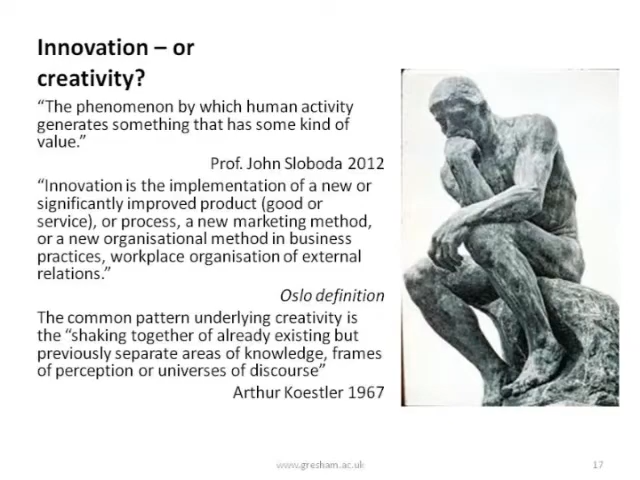 Innovation – or
creativity?
“The phenomenon by which human activity
generates something that has some kind of
value.”
Prof. John Sloboda 2012
“Innovation is the implementation of a new or
significantly improved product (good or
service), or process, a new marketing method,
or a new organisational method in business
practices, workplace organisation of external
relations.”
Oslo definition
The common pattern underlying creativity is
the “shaking together of already existing but
previously separate areas of knowledge, frames
of perception or universes of discourse”
Arthur Koestler 1967
www.gresham.ac.uk
17